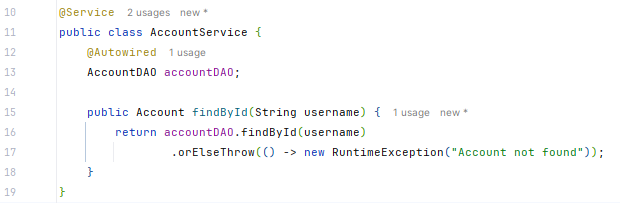 10 @Service 2 usages new *
11 public class AccountService {
12 @Autowired 1 usage
13 AccountDAO accountDAO;
14
15 public Account findById(String username) { 1 usage new *
16 return accountDAO.findById(username)
17 .orElseThrow(() -> new RuntimeException("Account not found"));
18 }
19 }